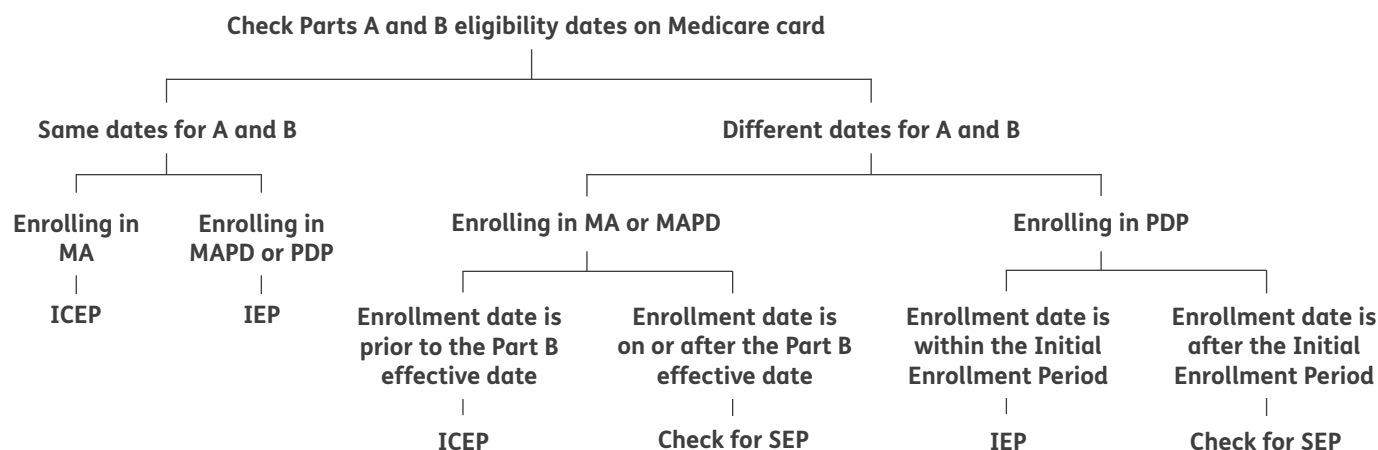 Check Parts A and B eligibility dates on Medicare card
Same dates for A and B
Different dates for A and B
Enrolling in
MA
Enrolling in
MAPD or PDP
Enrolling in MA or MAPD
Enrolling in PDP
ICEP
IEP
Enrollment date is
prior to the Part B
effective date
Enrollment date is
on or after the Part B
effective date
Enrollment date is
within the Initial
Enrollment Period
Enrollment date is
after the Initial
Enrollment Period
ICEP
Check for SEP
IEP
Check for SEP